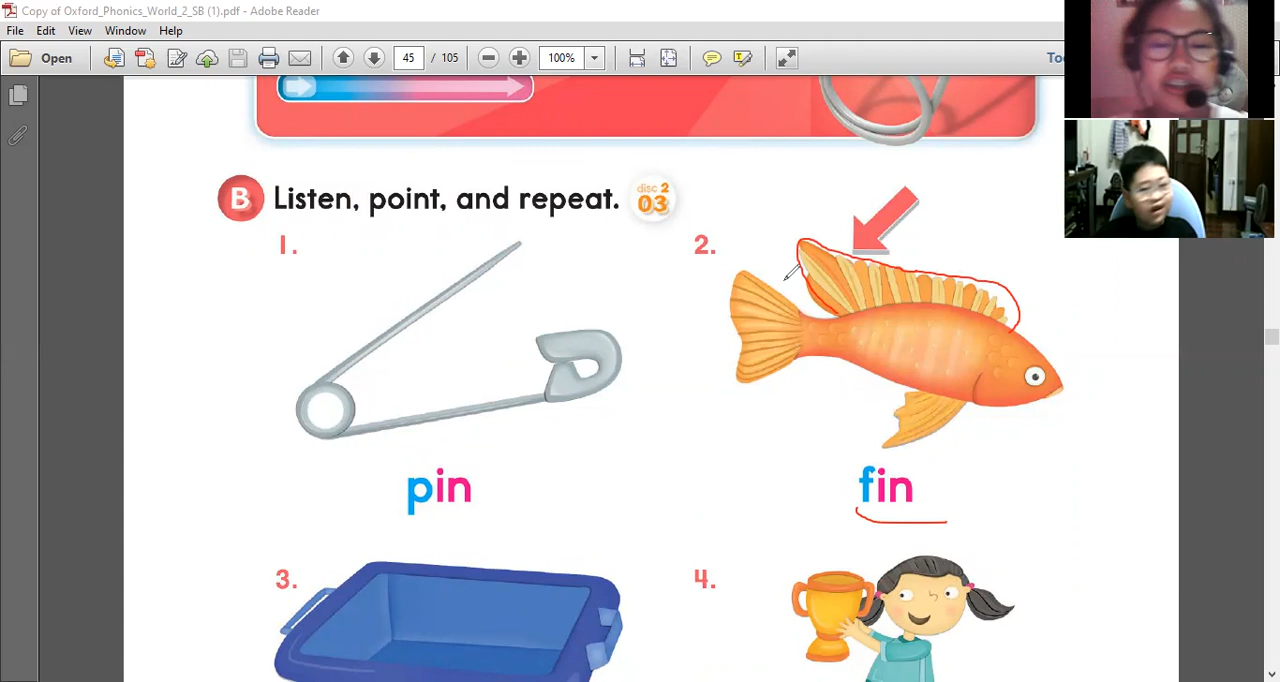 Copy of Oxford_Phonics_World_2_SB (1).pdf - Adobe Reader
File Edit View Window Help
Open 45 / 105 100% Too
B Listen, point, and repeat. disc 2 03
1. 2.
pin fin
3. 4.